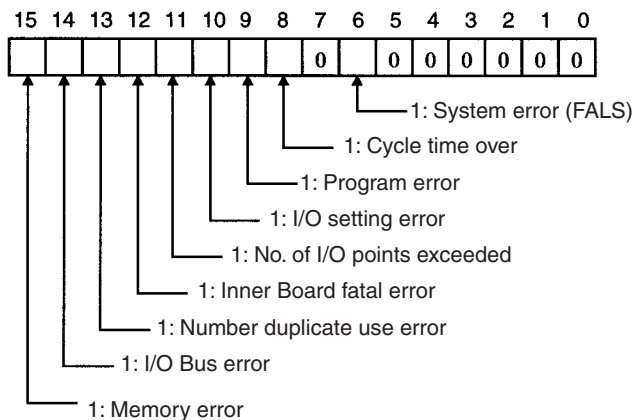 15 14 13 12 11 10 9 8 7 6 5 4 3 2 1 0
0 0 0 0 0 0 0
1: System error (FALS)
1: Cycle time over
1: Program error
1: I/O setting error
1: No. of I/O points exceeded
1: Inner Board fatal error
1: Number duplicate use error
1: I/O Bus error
1: Memory error